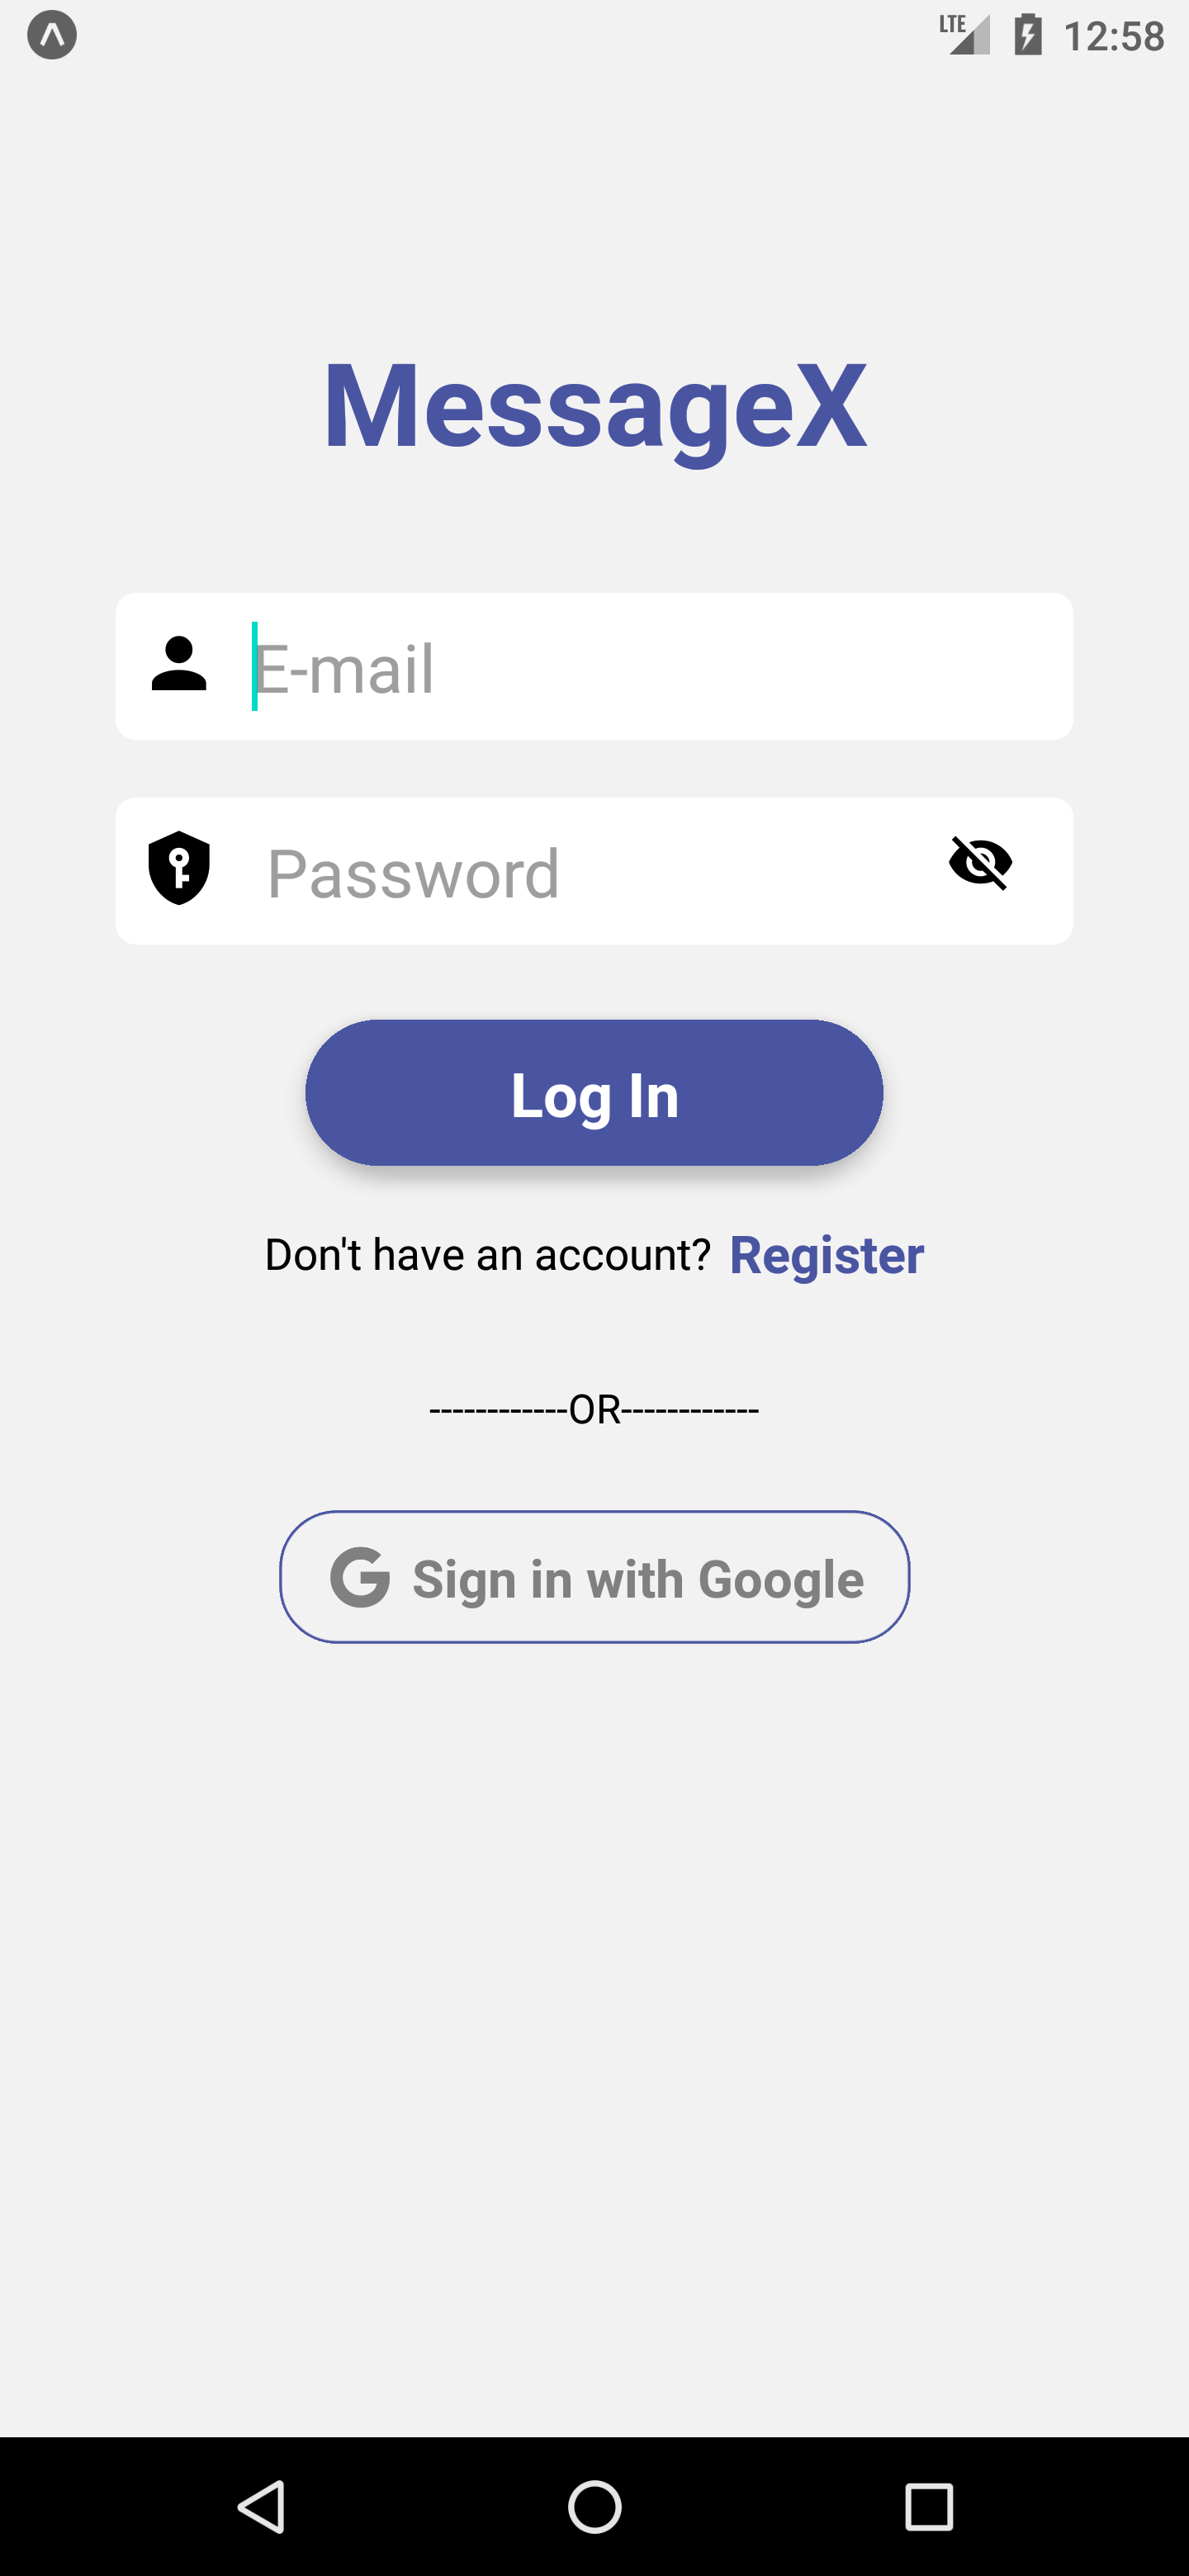 LTE 12:58
MessageX
E-mail
Password
Log In
Don't have an account? Register
------------OR------------
Sign in with Google